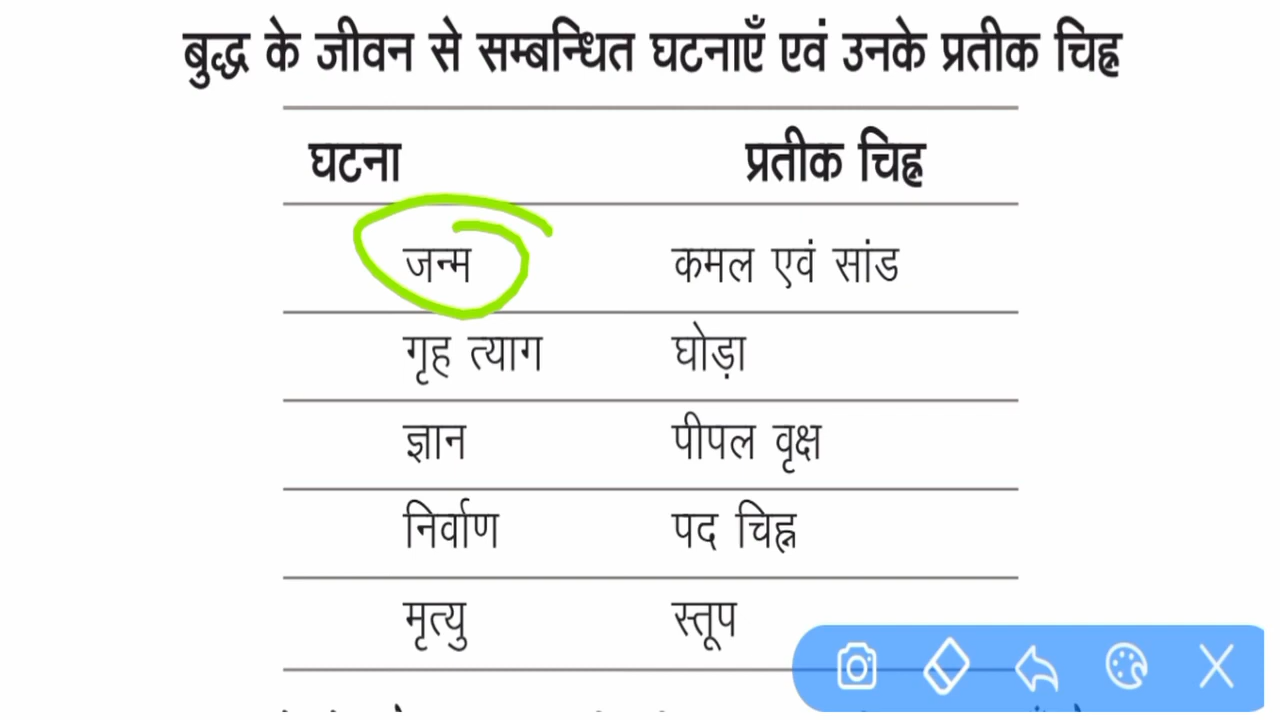 बुद्ध के जीवन से सम्बन्धित घटनाएँ एवं उनके प्रतीक चिह्न
घटना प्रतीक चिह्न
जन्म कमल एवं सांड
गृह त्याग घोड़ा
ज्ञान पीपल वृक्ष
निर्वाण पद चिह्न
मृत्यु स्तूप